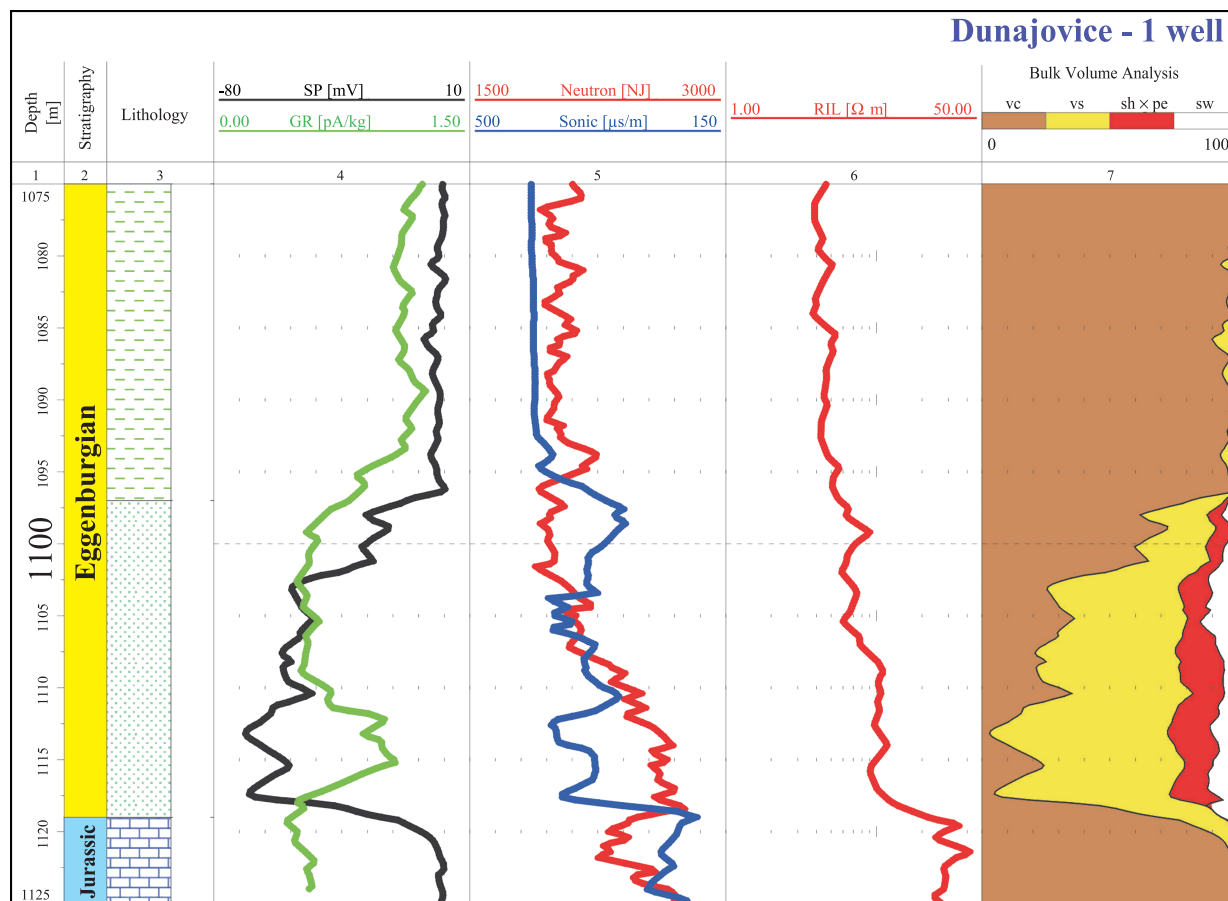 Dunajovice - 1 well
Depth [m]
Stratigraphy
Lithology
-80 SP [mV] 10
0.00 GR [pA/kg] 1.50
1500 Neutron [NJ] 3000
500 Sonic [µs/m] 150
1.00 RIL [Ω m] 50.00
Bulk Volume Analysis
vc vs sh × pe sw
0 100
1 2 3 4 5 6 7
1075
1080
1085
1090
1095
1100
1105
1110
1115
1120
1125
Eggenburgian
Jurassic